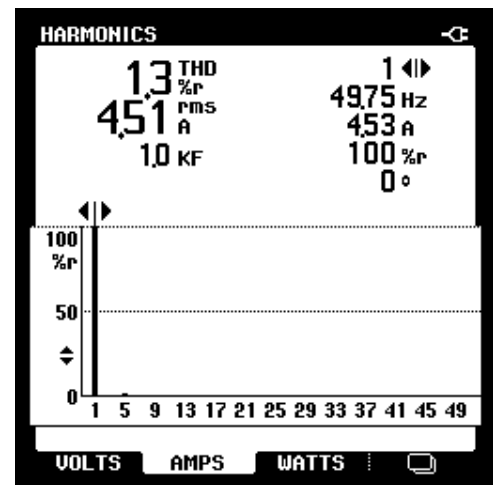 HARMONICS
1,3 THD %r
4,51 rms A
1,0 KF
1
49,75 Hz
4,53 A
100 %r
0 °
100
%r
50
0
1 5 9 13 17 21 25 29 33 37 41 45 49
VOLTS AMPS WATTS